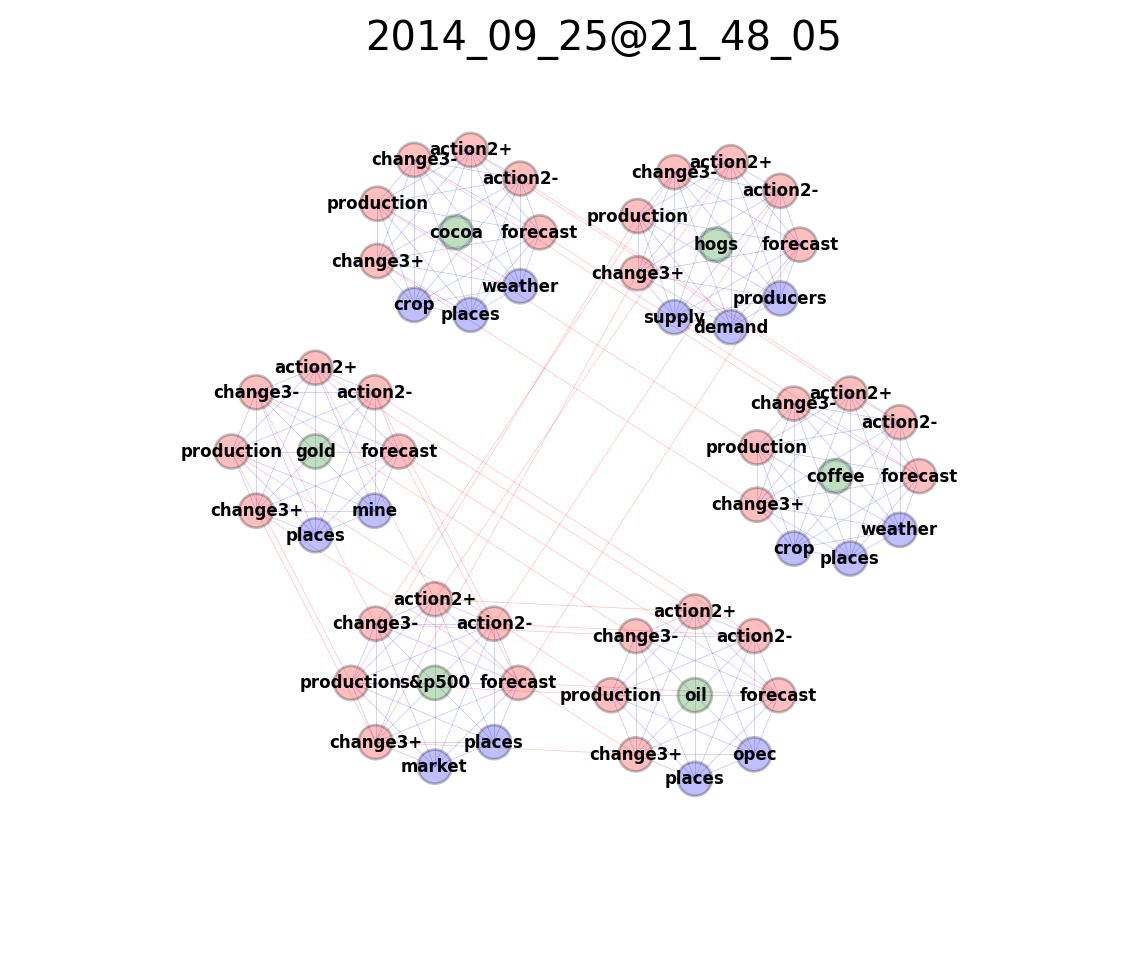 2014_09_25@21_48_05
action2+
change3-
action2-
production
cocoa
forecast
change3+
weather
crop
places
action2+
change3-
action2-
production
hogs
forecast
change3+
producers
supply
demand
action2+
change3-
action2-
production
gold
forecast
change3+
mine
places
action2+
change3-
action2-
production
coffee
forecast
change3+
weather
crop
places
action2+
change3-
action2-
production
s&p500
forecast
change3+
places
market
action2+
change3-
action2-
production
oil
forecast
change3+
opec
places